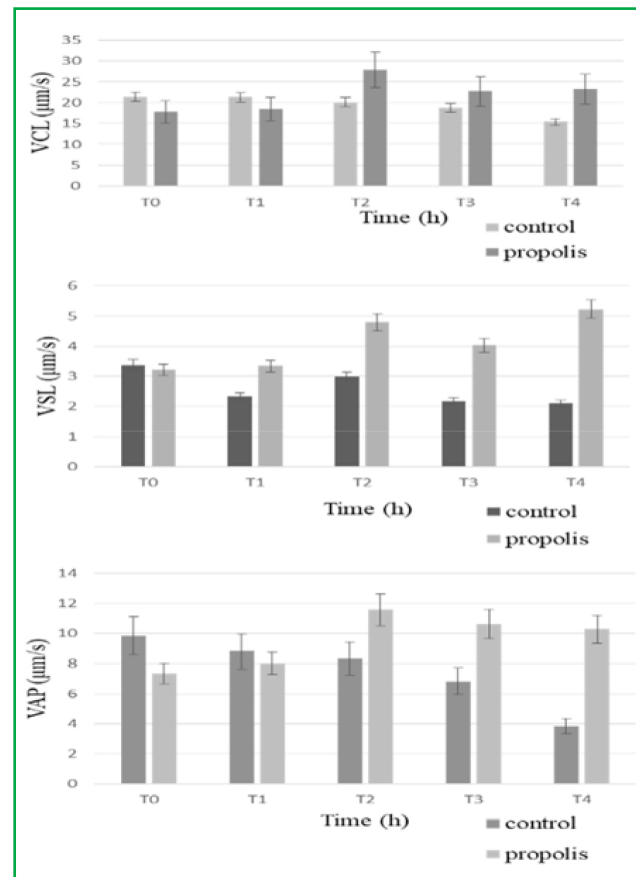 VCL (µm/s)
35
30
25
20
15
10
5
0
T0 T1 T2 T3 T4
Time (h)
control
propolis
VSL (µm/s)
6
5
4
3
2
1
0
T0 T1 T2 T3 T4
Time (h)
control
propolis
VAP (µm/s)
14
12
10
8
6
4
2
0
T0 T1 T2 T3 T4
Time (h)
control
propolis